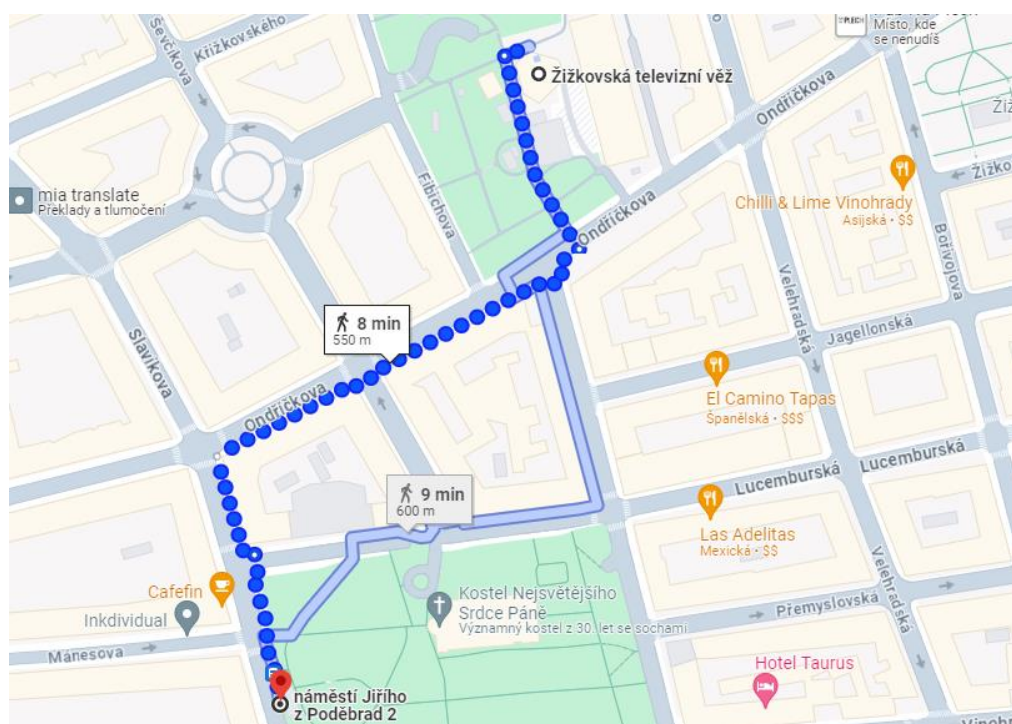 Ševčíkova
Křížkovského
Místo, kde
se nenudíš
Žižkovská televizní věž
Ondříčkova
mia translate
Překlady a tlumočení
Fibichova
Chilli & Lime Vinohrady
Asijská · $$
Bořivojova
Ondříčkova
Velehradská
8 min
550 m
Jagellonská
Slavíkova
Ondříčkova
El Camino Tapas
Španělská · $$$
Lucemburská
Lucemburská
9 min
600 m
Las Adelitas
Mexická · $$
Cafefin
Inkdividual
Kostel Nejsvětějšího
Srdce Páně
Významný kostel z 30. let se sochami
Přemyslovská
Velehradská
Mánesova
Hotel Taurus
náměstí Jiřího
z Poděbrad 2